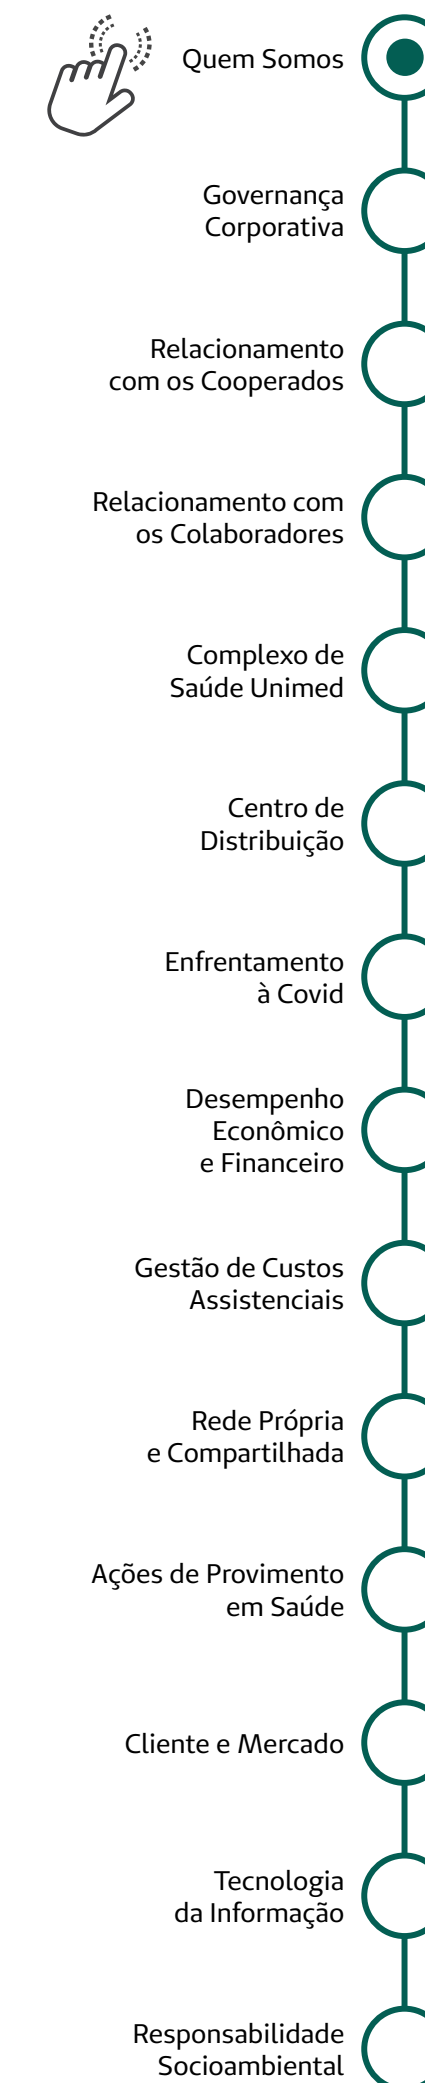 Quem Somos
Governança
Corporativa
Relacionamento
com os Cooperados
Relacionamento com
os Colaboradores
Complexo de
Saúde Unimed
Centro de
Distribuição
Enfrentamento
à Covid
Desempenho
Econômico
e Financeiro
Gestão de Custos
Assistenciais
Rede Própria
e Compartilhada
Ações de Provimento
em Saúde
Cliente e Mercado
Tecnologia
da Informação
Responsabilidade
Socioambiental